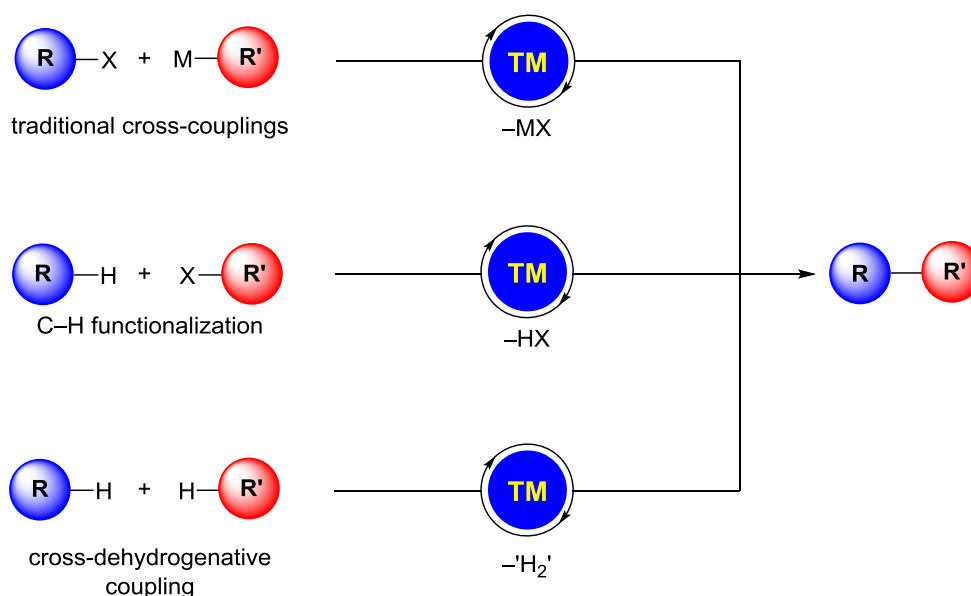 R–X + M–R'
TM
traditional cross-couplings
–MX
R–H + X–R'
TM
R–R'
C–H functionalization
–HX
R–H + H–R'
TM
cross-dehydrogenative
coupling
–'H₂'